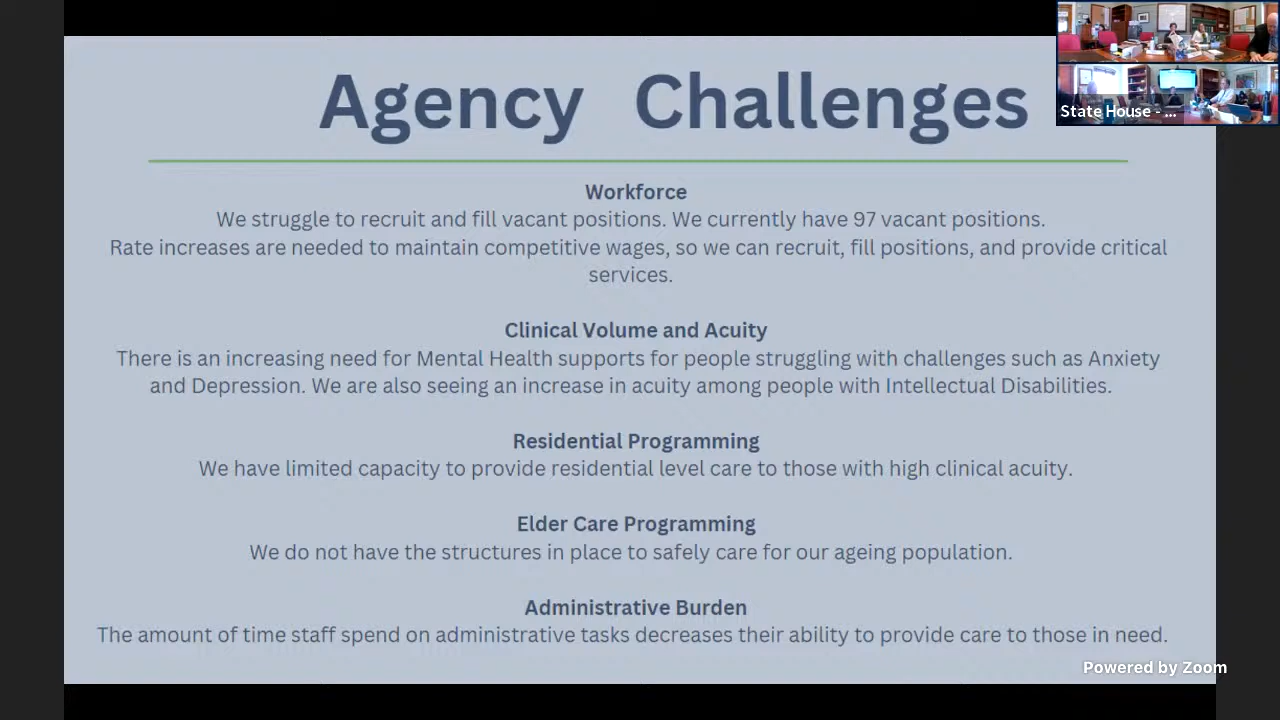 Agency Challenges
State House - ...
Workforce
We struggle to recruit and fill vacant positions. We currently have 97 vacant positions.
Rate increases are needed to maintain competitive wages, so we can recruit, fill positions, and provide critical
services.
Clinical Volume and Acuity
There is an increasing need for Mental Health supports for people struggling with challenges such as Anxiety
and Depression. We are also seeing an increase in acuity among people with Intellectual Disabilities.
Residential Programming
We have limited capacity to provide residential level care to those with high clinical acuity.
Elder Care Programming
We do not have the structures in place to safely care for our ageing population.
Administrative Burden
The amount of time staff spend on administrative tasks decreases their ability to provide care to those in need.
Powered by Zoom